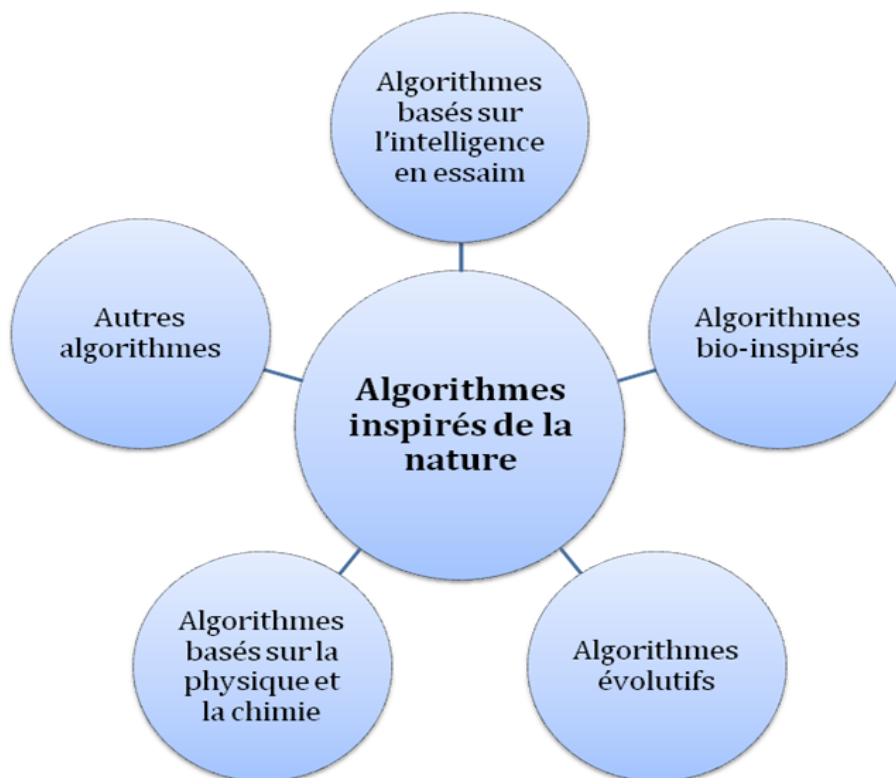 Algorithmes
basés sur
l'intelligence
en essaim
Autres
algorithmes
Algorithmes
bio-inspirés
Algorithmes
inspirés de la
nature
Algorithmes
basés sur la
physique et
la chimie
Algorithmes
évolutifs